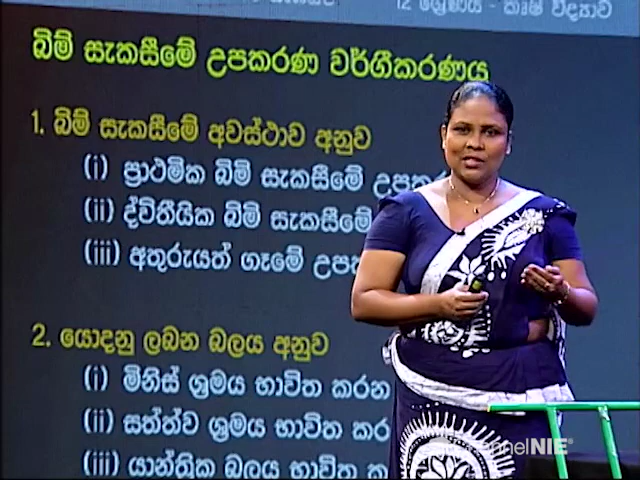 12 ශ්‍රේණිය - කෘෂි විද්‍යාව
බිම් සැකසීමේ උපකරණ වර්ගීකරණය
1. බිම් සැකසීමේ අවස්ථාව අනුව
(i) ප්‍රාථමික බිම් සැකසීමේ
(ii) ද්විතීයික බිම් සැකසීමේ
(iii) අතුරුයත් ගෑමේ
2. යොදනු ලබන බලය අනුව
(i) මිනිස් ශ්‍රමය භාවිත කරන
(ii) සත්ත්ව ශ්‍රමය භාවිත
(iii) යාන්ත්‍රික බලය භාවිත
NIE